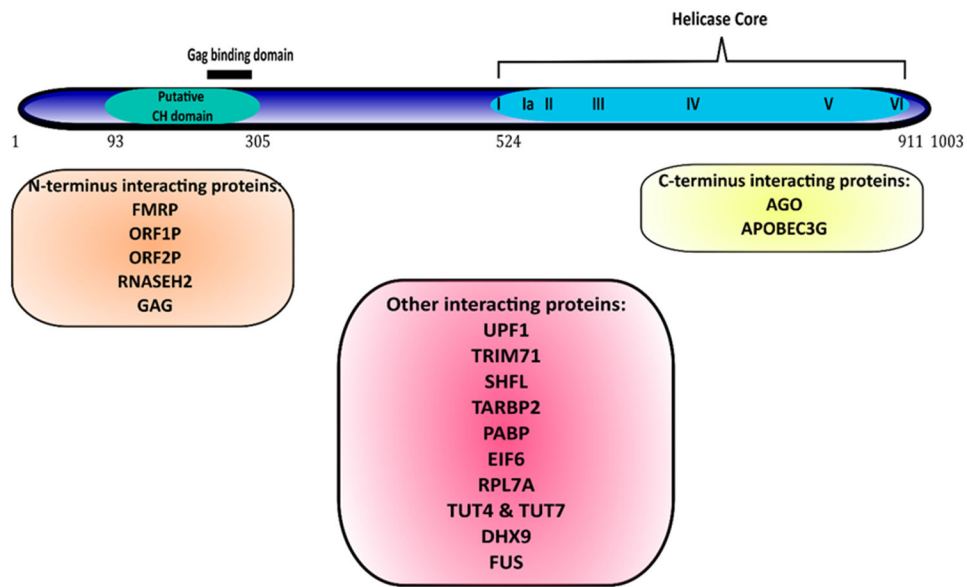 Helicase Core
Gag binding domain
Putative
CH domain
I Ia II III IV V VI
1 93 305 524 911 1003
N-terminus interacting proteins:
FMRP
ORF1P
ORF2P
RNASEH2
GAG
C-terminus interacting proteins:
AGO
APOBEC3G
Other interacting proteins:
UPF1
TRIM71
SHFL
TARBP2
PABP
EIF6
RPL7A
TUT4 & TUT7
DHX9
FUS